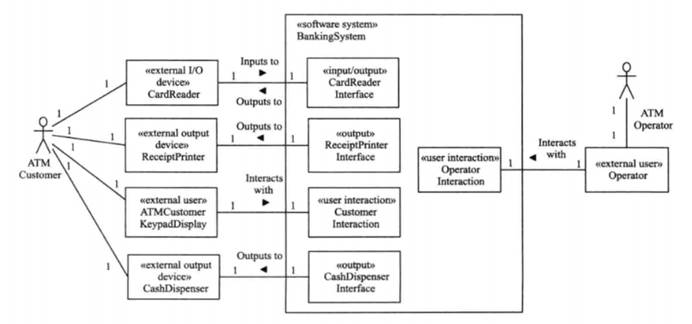 «software system»
BankingSystem
«external I/O
device»
CardReader
Inputs to
1
1
Outputs to
«input/output»
CardReader
Interface
1
1
ATM
Customer
1
1
1
1
1
1
«external output
device»
ReceiptPrinter
Outputs to
1
1
«output»
ReceiptPrinter
Interface
«external user»
ATMCustomer
KeypadDisplay
Interacts
with
1
1
«user interaction»
Customer
Interaction
«external output
device»
CashDispenser
Outputs to
1
1
«output»
CashDispenser
Interface
«user interaction»
Operator
Interaction
1
Interacts
with
1
«external user»
Operator
1
1
ATM
Operator